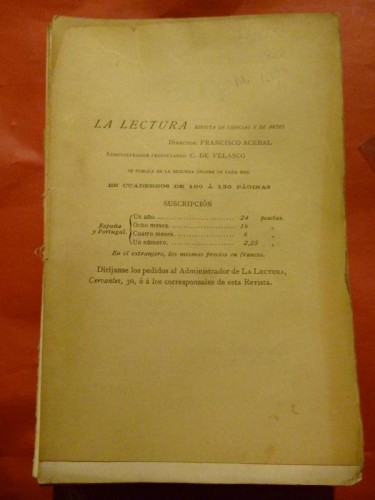 LA LECTURA REVISTA DE CIENCIAS Y DE ARTES
DIRECTOR: FRANCISCO ACEBAL
ADMINISTRADOR PROPIETARIO: C. DE VELASCO
SE PUBLICA EN LA SEGUNDA DECENA DE CADA MES
EN CUADERNOS DE 100 Á 130 PÁGINAS
SUSCRIPCIÓN
España y Portugal.
Un año. 24 pesetas.
Ocho meses. 16 »
Cuatro meses. 8 »
Un número. 2,25 »
En el extranjero, los mismos precios en francos.
Diríjanse los pedidos al Administrador de LA LECTURA,
Cervantes, 30, ó á los corresponsales de esta Revista.